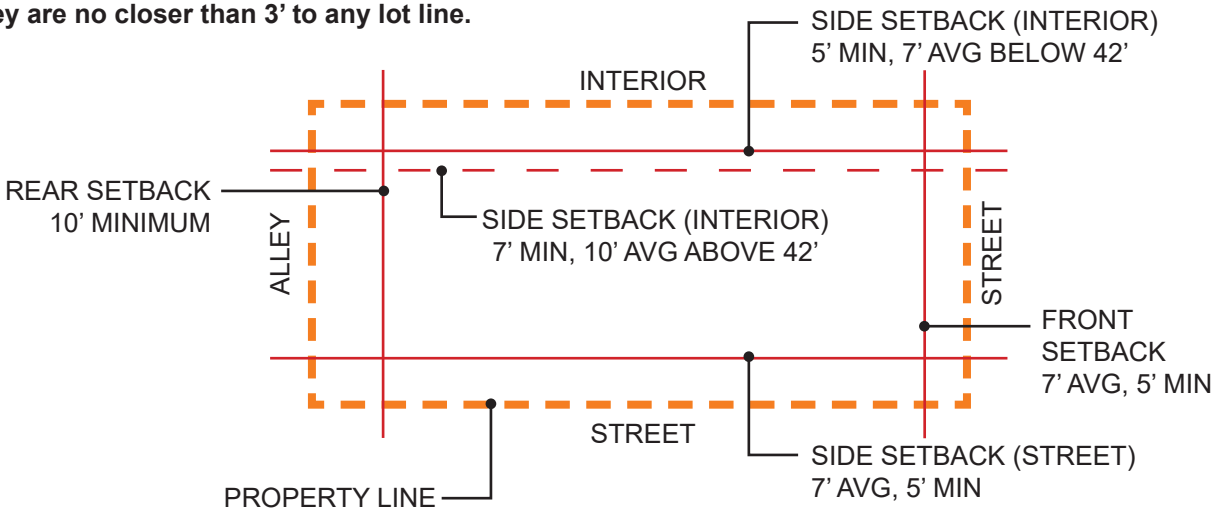 ey are no closer than 3’ to any lot line.
SIDE SETBACK (INTERIOR)
5’ MIN, 7’ AVG BELOW 42’
INTERIOR
REAR SETBACK
10’ MINIMUM
ALLEY
SIDE SETBACK (INTERIOR)
7’ MIN, 10’ AVG ABOVE 42’
STREET
FRONT
SETBACK
7’ AVG, 5’ MIN
STREET
SIDE SETBACK (STREET)
7’ AVG, 5’ MIN
PROPERTY LINE